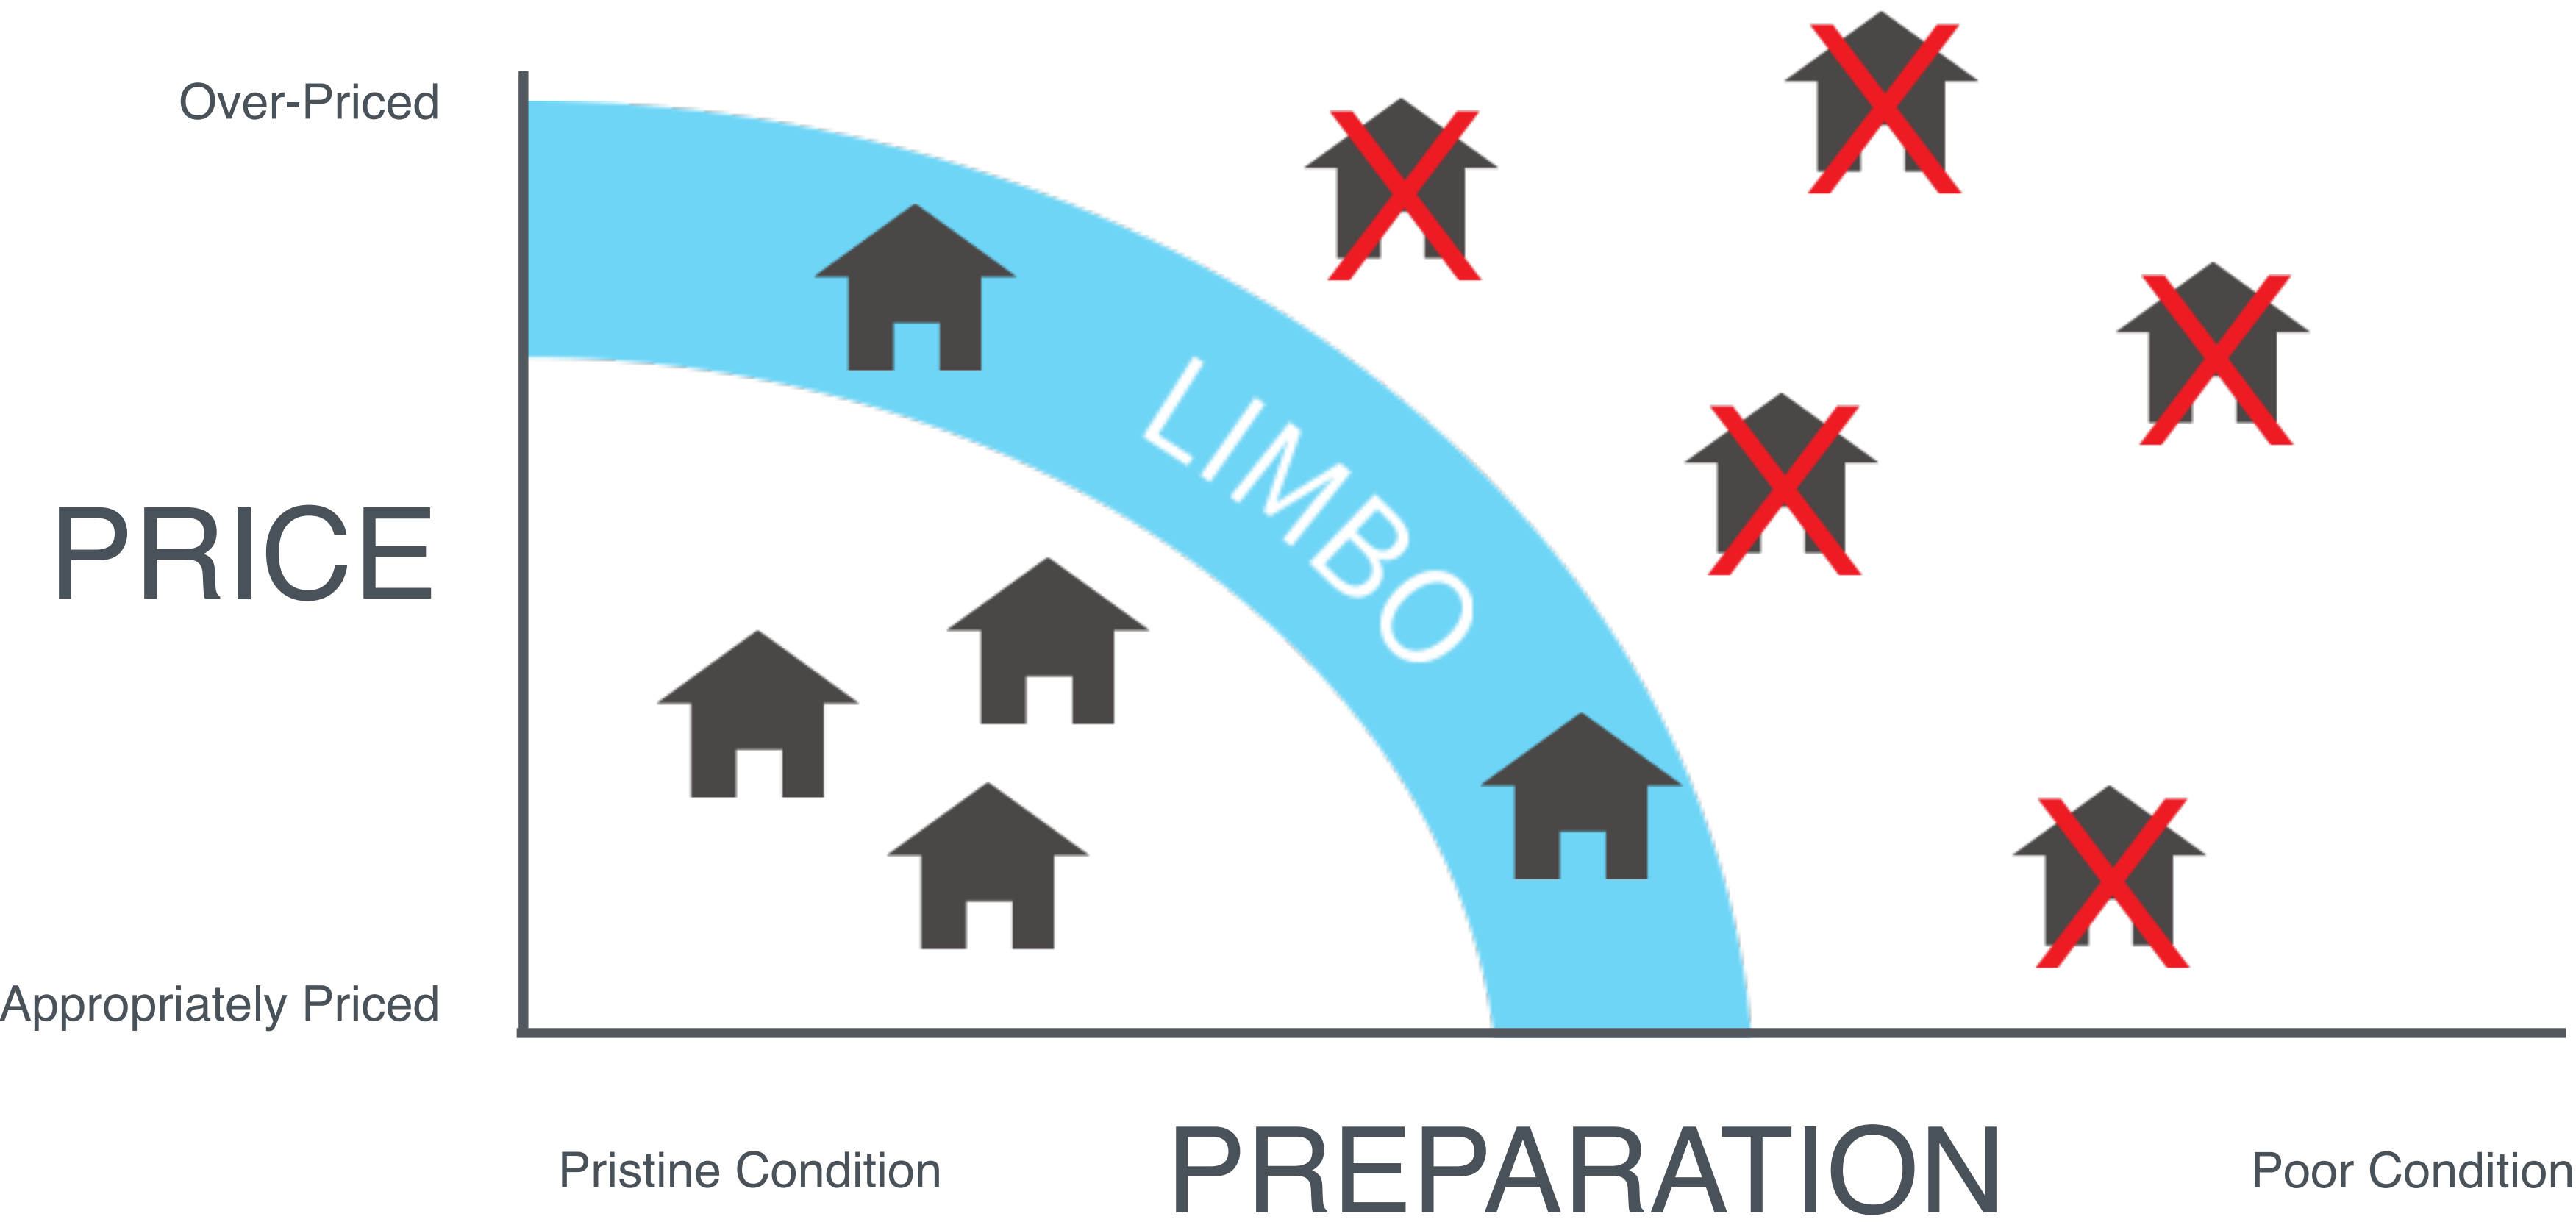 Over-Priced
LIMBO
PRICE
Appropriately Priced
Pristine Condition
PREPARATION
Poor Condition